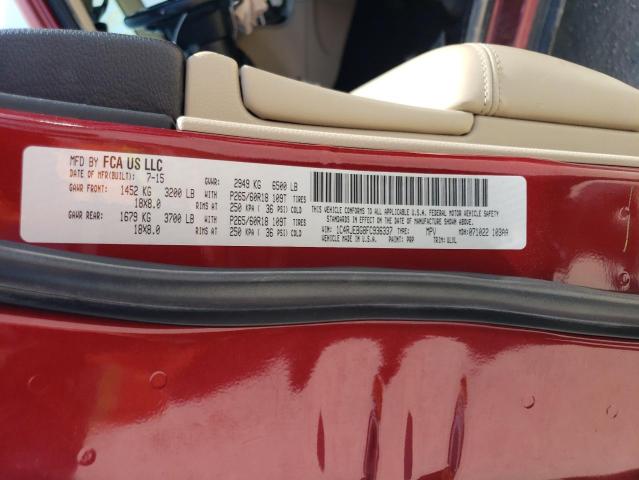 MFD BY FCA US LLC
DATE OF MFR(BUILT): 7-15 GVWR: 2949 KG 6500 LB
GAWR FRONT: 1452 KG 3200 LB WITH P265/60R18 109T TIRES
18X8.0 RIMS AT 250 KPA ( 36 PSI) COLD
GAWR REAR: 1679 KG 3700 LB WITH P265/60R18 109T TIRES
18X8.0 RIMS AT 250 KPA ( 36 PSI) COLD
THIS VEHICLE CONFORMS TO ALL APPLICABLE U.S.A. FEDERAL MOTOR VEHICLE SAFETY
STANDARDS IN EFFECT ON THE DATE OF MANUFACTURE SHOWN ABOVE.
VIN: 1C4RJEBG8FC936337 TYPE: MPV MDH: 071022 103AA
VEHICLE MADE IN U.S.A. PAINT: PRP TRIM: ULVL